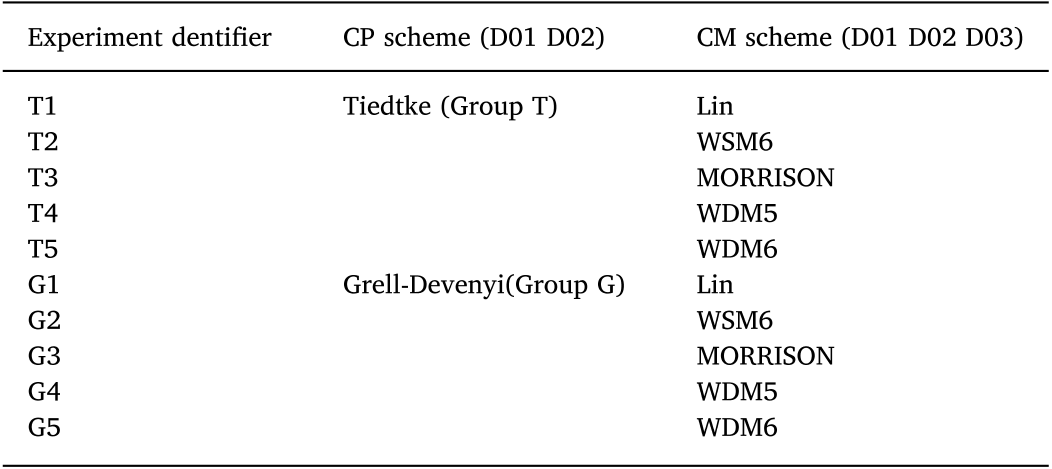 Experiment dentifier CP scheme (D01 D02) CM scheme (D01 D02 D03)
T1 Tiedtke (Group T) Lin
T2 WSM6
T3 MORRISON
T4 WDM5
T5 WDM6
G1 Grell-Devenyi(Group G) Lin
G2 WSM6
G3 MORRISON
G4 WDM5
G5 WDM6